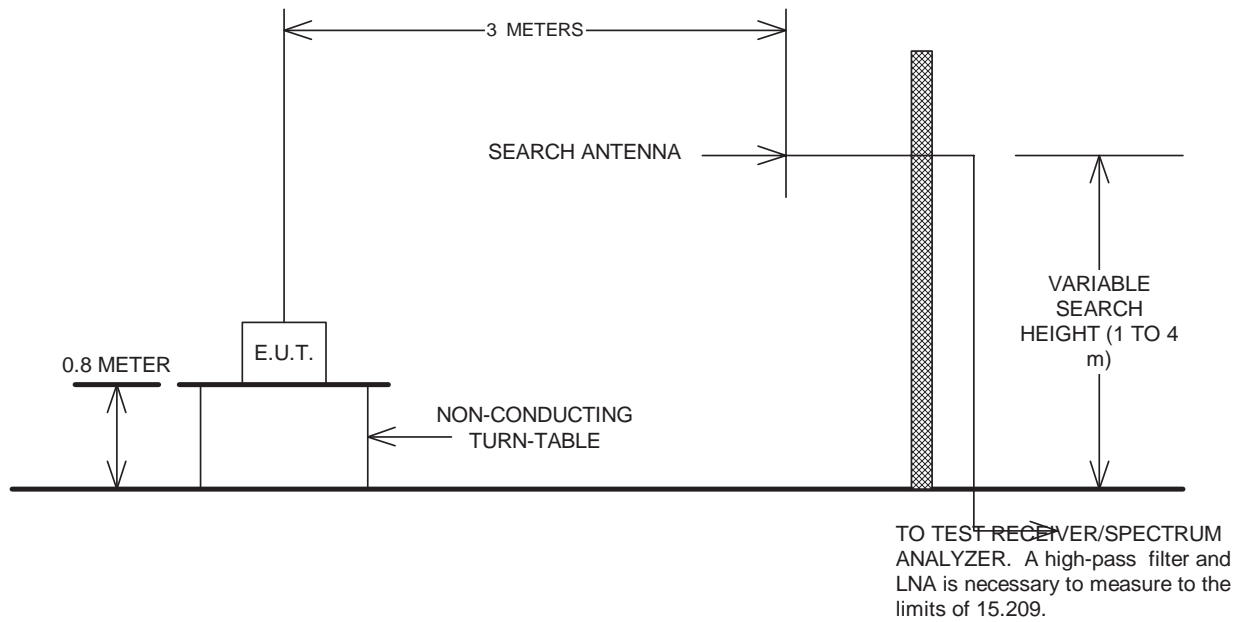 3 METERS
SEARCH ANTENNA
VARIABLE
SEARCH
HEIGHT (1 TO 4
m)
E.U.T.
0.8 METER
NON-CONDUCTING
TURN-TABLE
TO TEST RECEIVER/SPECTRUM
ANALYZER. A high-pass filter and
LNA is necessary to measure to the
limits of 15.209.